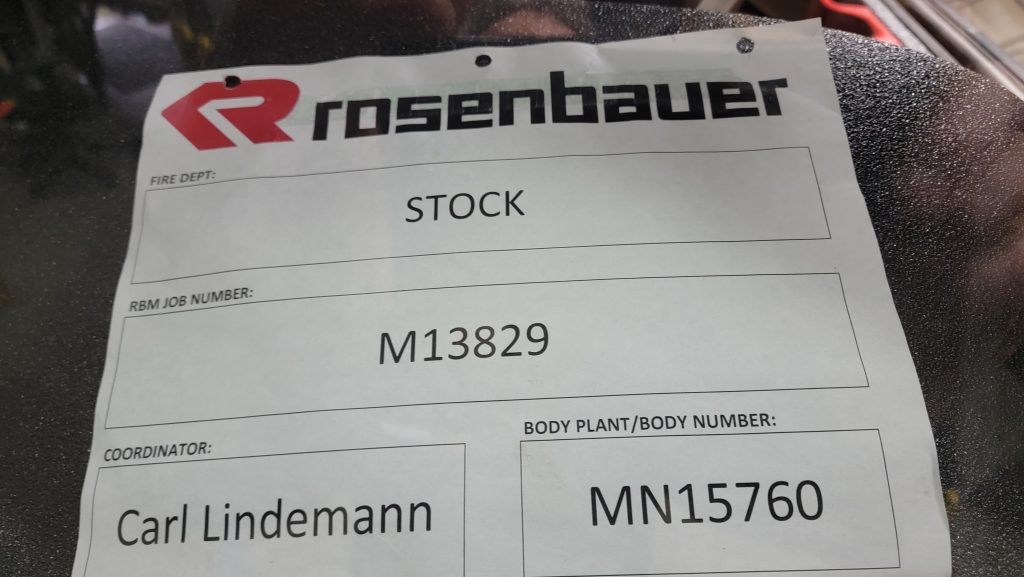 rosenbauer
FIRE DEPT:
STOCK
RBM JOB NUMBER:
M13829
COORDINATOR:
Carl Lindemann
BODY PLANT/BODY NUMBER:
MN15760